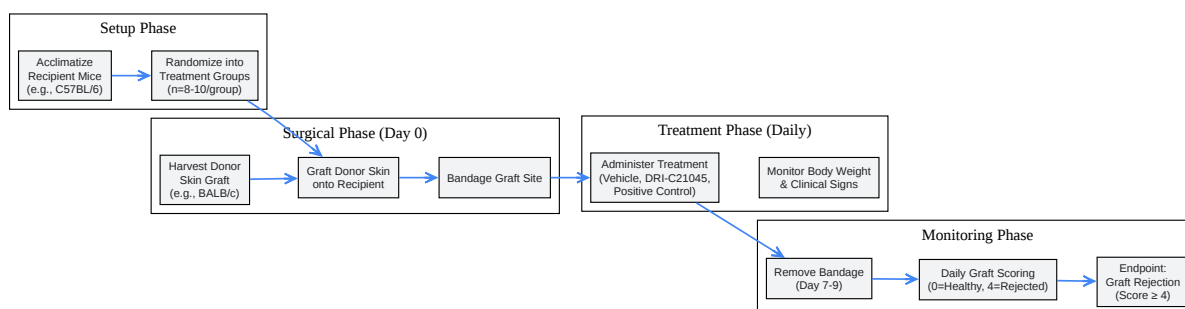 Setup Phase
Acclimatize
Recipient Mice
(e.g., C57BL/6)
Randomize into
Treatment Groups
(n=8-10/group)
Surgical Phase (Day 0)
Harvest Donor
Skin Graft
(e.g., BALB/c)
Graft Donor Skin
onto Recipient
Bandage Graft Site
Treatment Phase (Daily)
Administer Treatment
(Vehicle, DRI-C21045,
Positive Control)
Monitor Body Weight
& Clinical Signs
Monitoring Phase
Remove Bandage
(Day 7-9)
Daily Graft Scoring
(0=Healthy, 4=Rejected)
Endpoint:
Graft Rejection
(Score ≥ 4)